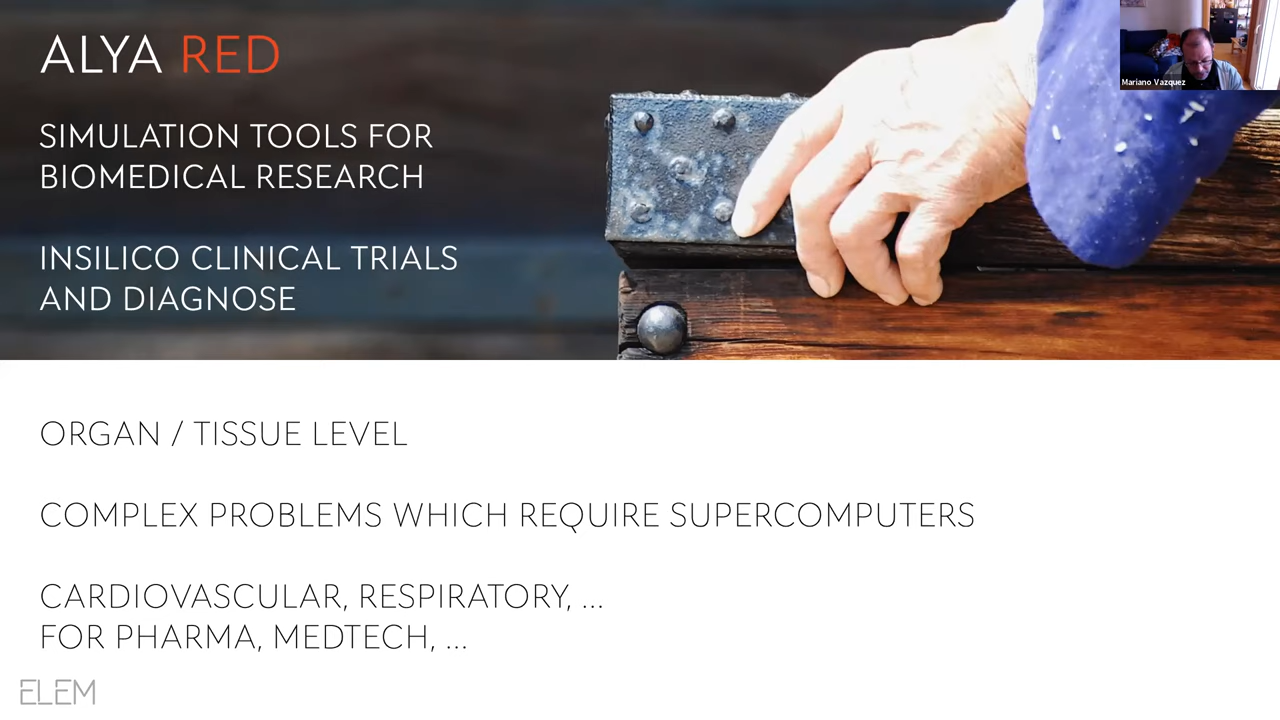 ALYA RED
SIMULATION TOOLS FOR
BIOMEDICAL RESEARCH
INSILICO CLINICAL TRIALS
AND DIAGNOSE
Mariano Vazquez
ORGAN / TISSUE LEVEL
COMPLEX PROBLEMS WHICH REQUIRE SUPERCOMPUTERS
CARDIOVASCULAR, RESPIRATORY, ...
FOR PHARMA, MEDTECH, ...
ELEM